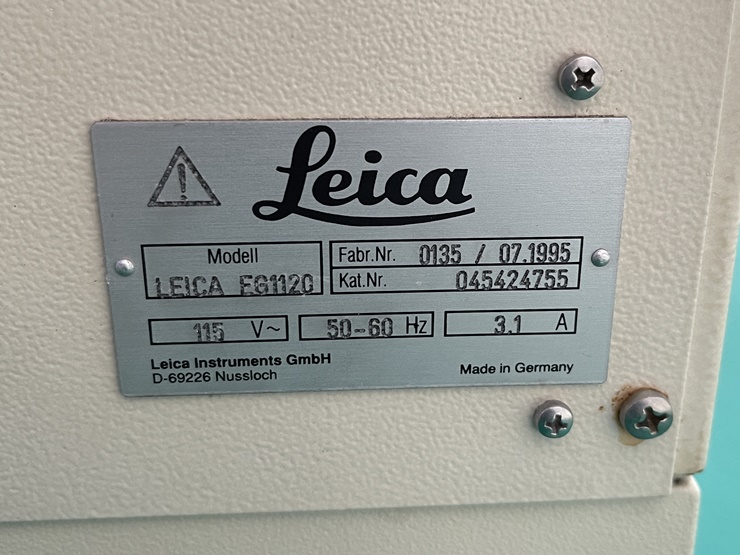 Leica
Modell
LEICA EG1120
Fabr.Nr. 0135 / 07.1995
Kat.Nr. 045424755
115 V~
50-60 Hz
3.1 A
Leica Instruments GmbH
D-69226 Nussloch
Made in Germany